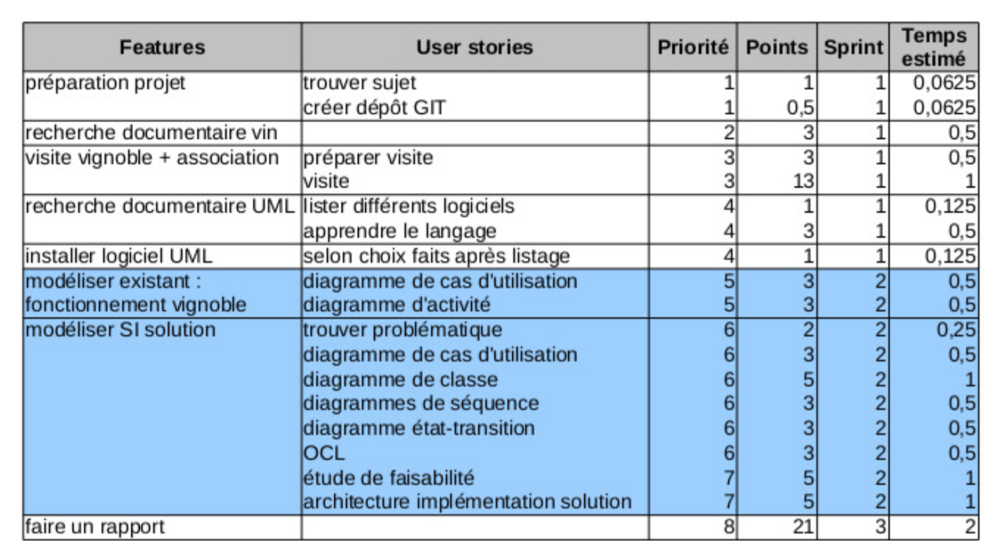 Features User stories Priorité Points Sprint Temps estimé
préparation projet trouver sujet 1 1 1 0,0625
créer dépôt GIT 1 0,5 1 0,0625
recherche documentaire vin 2 3 1 0,5
visite vignoble + association préparer visite 3 3 1 0,5
visite 3 13 1 1
recherche documentaire UML lister différents logiciels 4 1 1 0,125
apprendre le langage 4 3 1 0,5
installer logiciel UML selon choix faits après listage 4 1 1 0,125
modéliser existant : diagramme de cas d'utilisation 5 3 2 0,5
fonctionnement vignoble diagramme d'activité 5 3 2 0,5
modéliser SI solution trouver problématique 6 2 2 0,25
diagramme de cas d'utilisation 6 3 2 0,5
diagramme de classe 6 5 2 1
diagrammes de séquence 6 3 2 0,5
diagramme état-transition 6 3 2 0,5
OCL 6 3 2 0,5
étude de faisabilité 7 5 2 1
architecture implémentation solution 7 5 2 1
faire un rapport 8 21 3 2